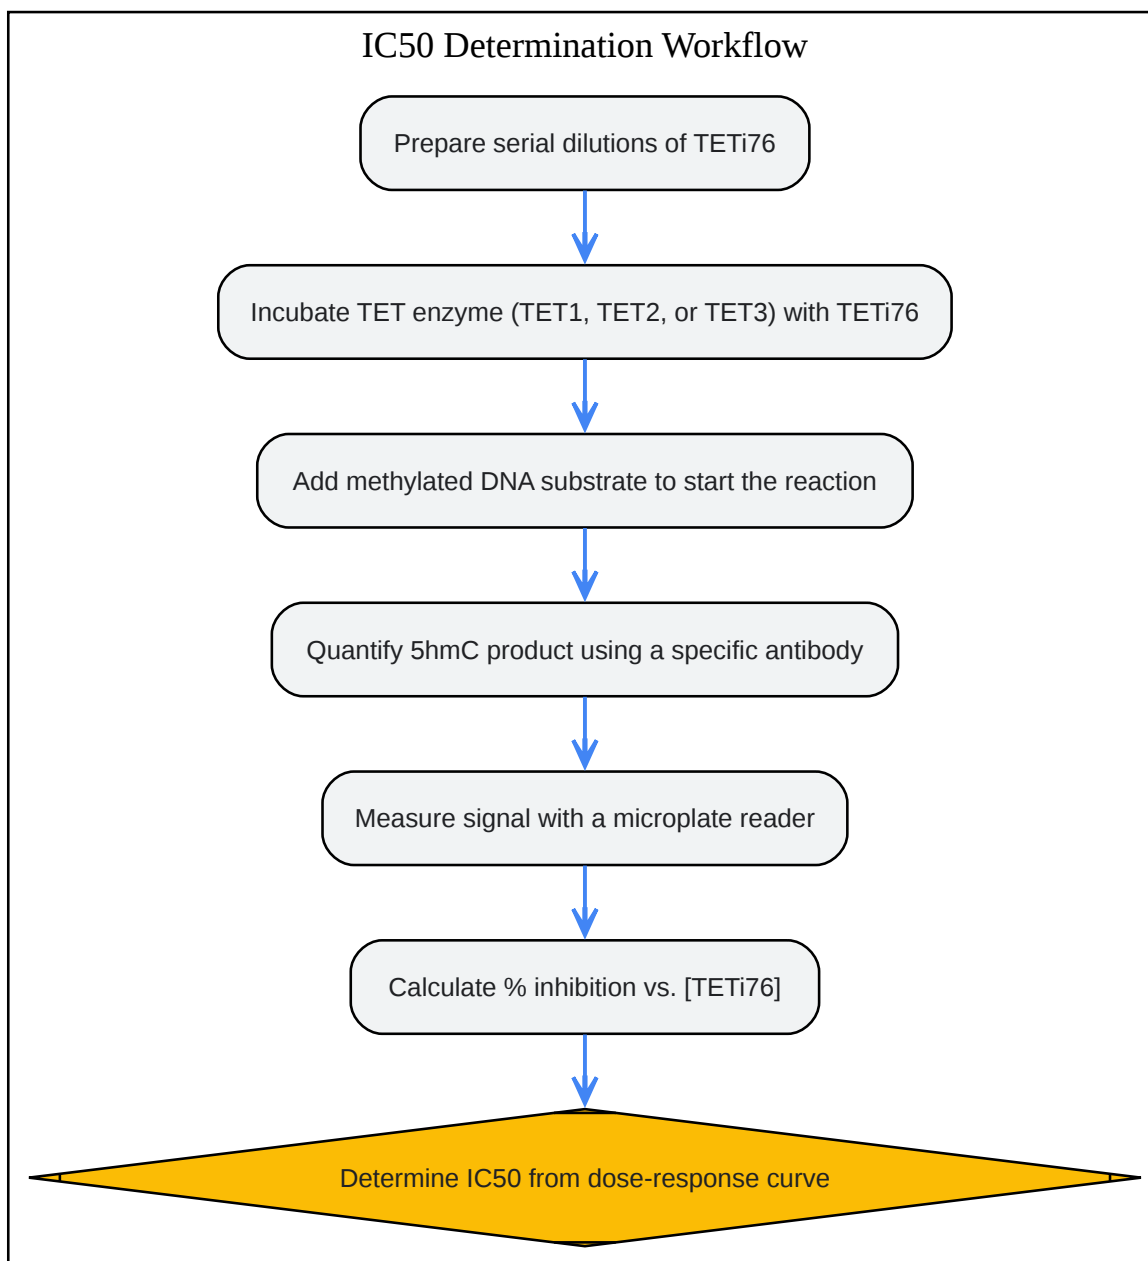 IC50 Determination Workflow
Prepare serial dilutions of TETi76
Incubate TET enzyme (TET1, TET2, or TET3) with TETi76
Add methylated DNA substrate to start the reaction
Quantify 5hmC product using a specific antibody
Measure signal with a microplate reader
Calculate % inhibition vs. [TETi76]
Determine IC50 from dose-response curve